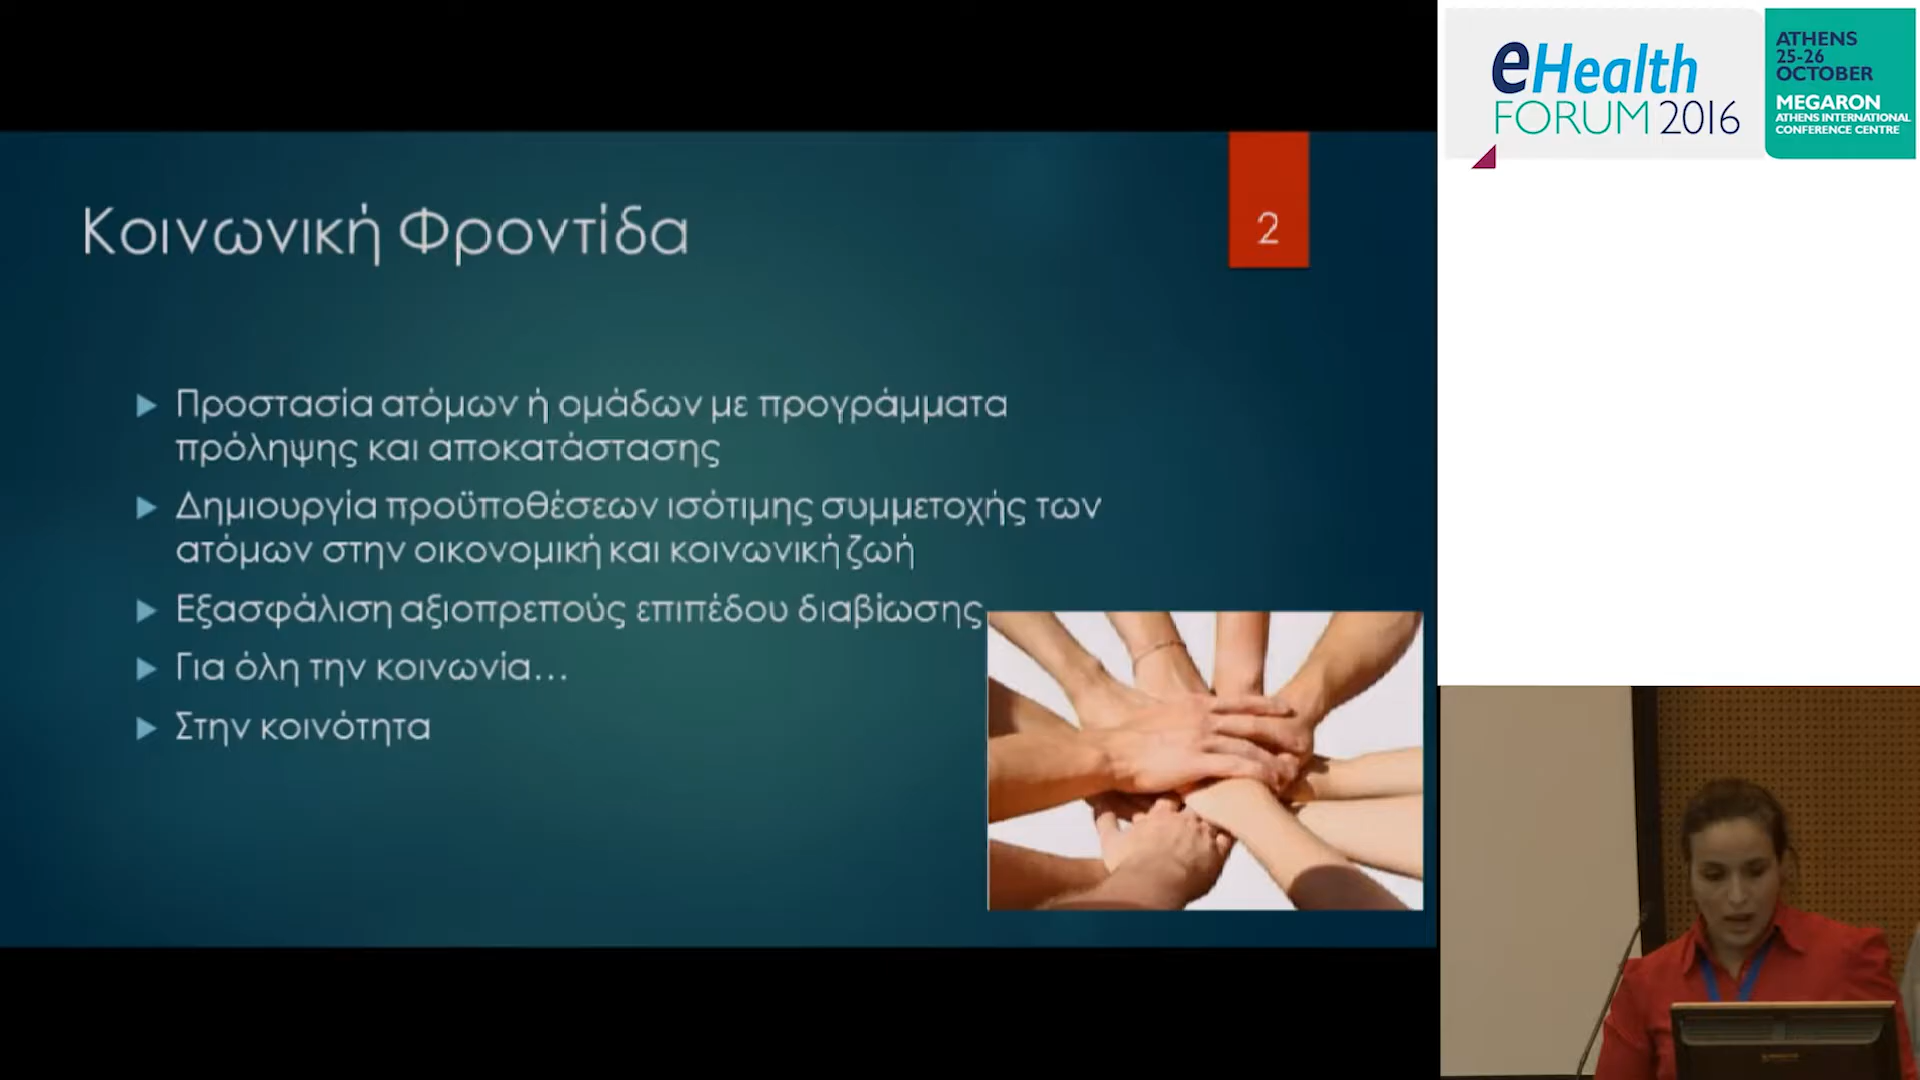 Κοινωνική Φροντίδα
2
Προστασία ατόμων ή ομάδων με προγράμματα
πρόληψης και αποκατάστασης
Δημιουργία προϋποθέσεων ισότιμης συμμετοχής των
ατόμων στην οικονομική και κοινωνική ζωή
Εξασφάλιση αξιοπρεπούς επιπέδου διαβίωσης
Για όλη την κοινωνία...
Στην κοινότητα
eHealth
FORUM 2016
ATHENS
25-26
OCTOBER
MEGARON
ATHENS INTERNATIONAL
CONFERENCE CENTRE